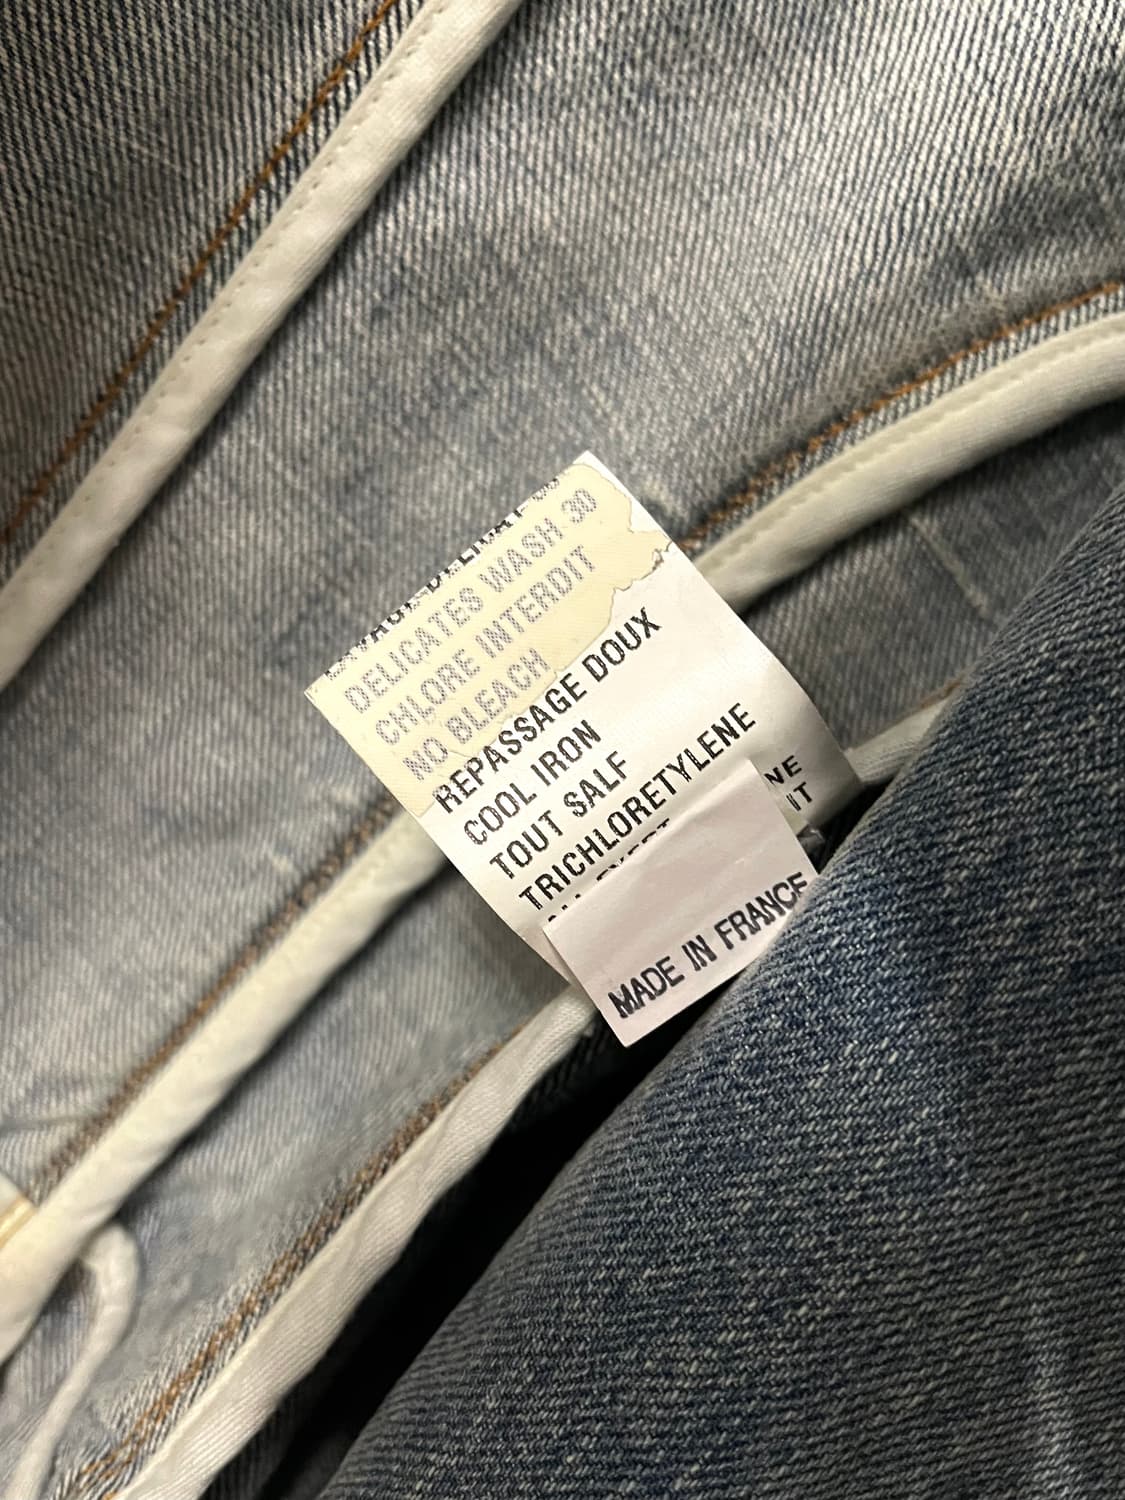 DELICATES WASH 30
CHLORE INTERDIT
NO BLEACH
REPASSAGE DOUX
COOL IRON
TOUT SALF
TRICHLORETYLENE
MADE IN FRANCE